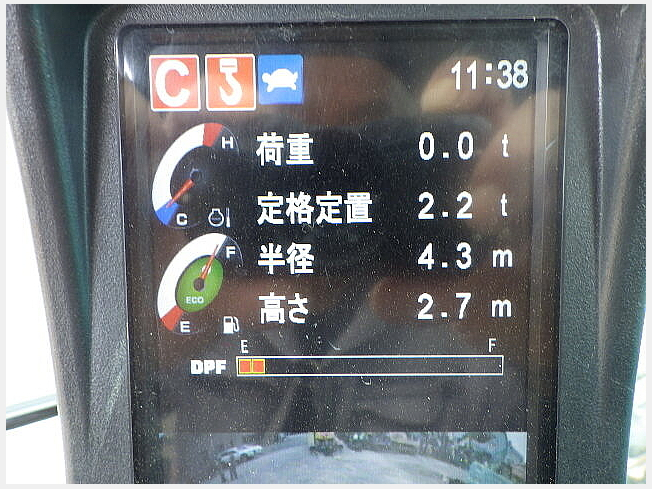 C 11:38
H
荷重 0.0 t
C
定格定置 2.2 t
F
半径 4.3 m
ECO
高さ 2.7 m
E
E F
DPF